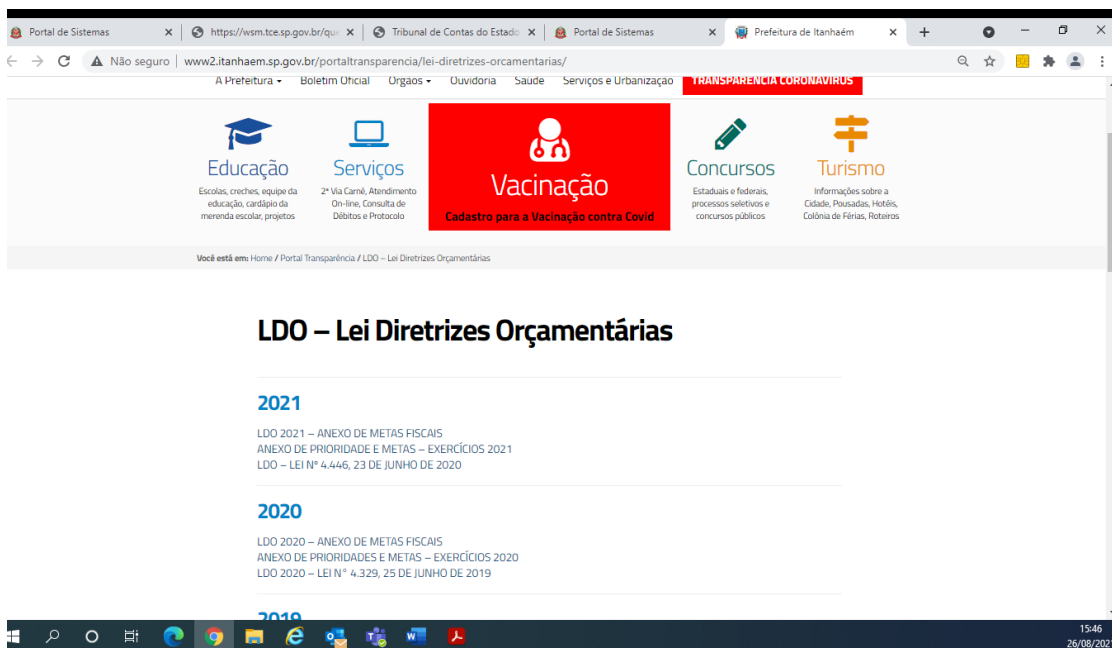 Portal de Sistemas
https://wsm.tce.sp.gov.br/que
Tribunal de Contas do Estado
Portal de Sistemas
Prefeitura de Itanhaém
Não seguro
www2.itanhaem.sp.gov.br/portaltransparencia/lei-diretrizes-orcamentarias/
A Prefeitura
Boletim Oficial
Órgãos
Ouvidoria
Saúde
Serviços e Urbanização
TRANSPARÊNCIA CORONAVÍRUS
Educação
Escolas, creches, equipe da
educação, cardápio da
merenda escolar, projetos
Serviços
2ª Via Carnê, Atendimento
On-line, Consulta de
Débitos e Protocolo
Vacinação
Cadastro para a Vacinação contra Covid
Concursos
Estaduais e federais,
processos seletivos e
concursos públicos
Turismo
Informações sobre a
Cidade, Pousadas, Hotéis,
Colônia de Férias, Roteiros
Você está em: Home / Portal Transparência / LDO – Lei Diretrizes Orçamentárias
LDO – Lei Diretrizes Orçamentárias
2021
LDO 2021 – ANEXO DE METAS FISCAIS
ANEXO DE PRIORIDADE E METAS – EXERCÍCIOS 2021
LDO – LEI Nº 4.446, 23 DE JUNHO DE 2020
2020
LDO 2020 – ANEXO DE METAS FISCAIS
ANEXO DE PRIORIDADES E METAS – EXERCÍCIOS 2020
LDO 2020 – LEI N° 4.329, 25 DE JUNHO DE 2019
2019
15:46
26/08/2021